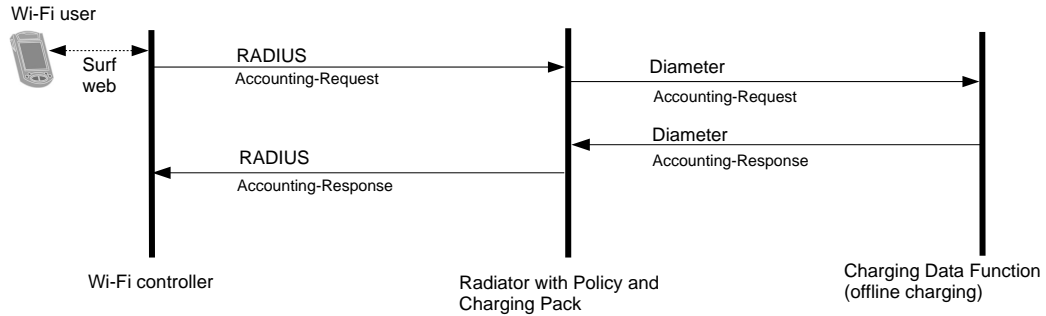 Wi-Fi user
Surf
web
RADIUS
Accounting-Request
Diameter
Accounting-Request
Diameter
Accounting-Response
RADIUS
Accounting-Response
Wi-Fi controller
Radiator with Policy and
Charging Pack
Charging Data Function
(offline charging)